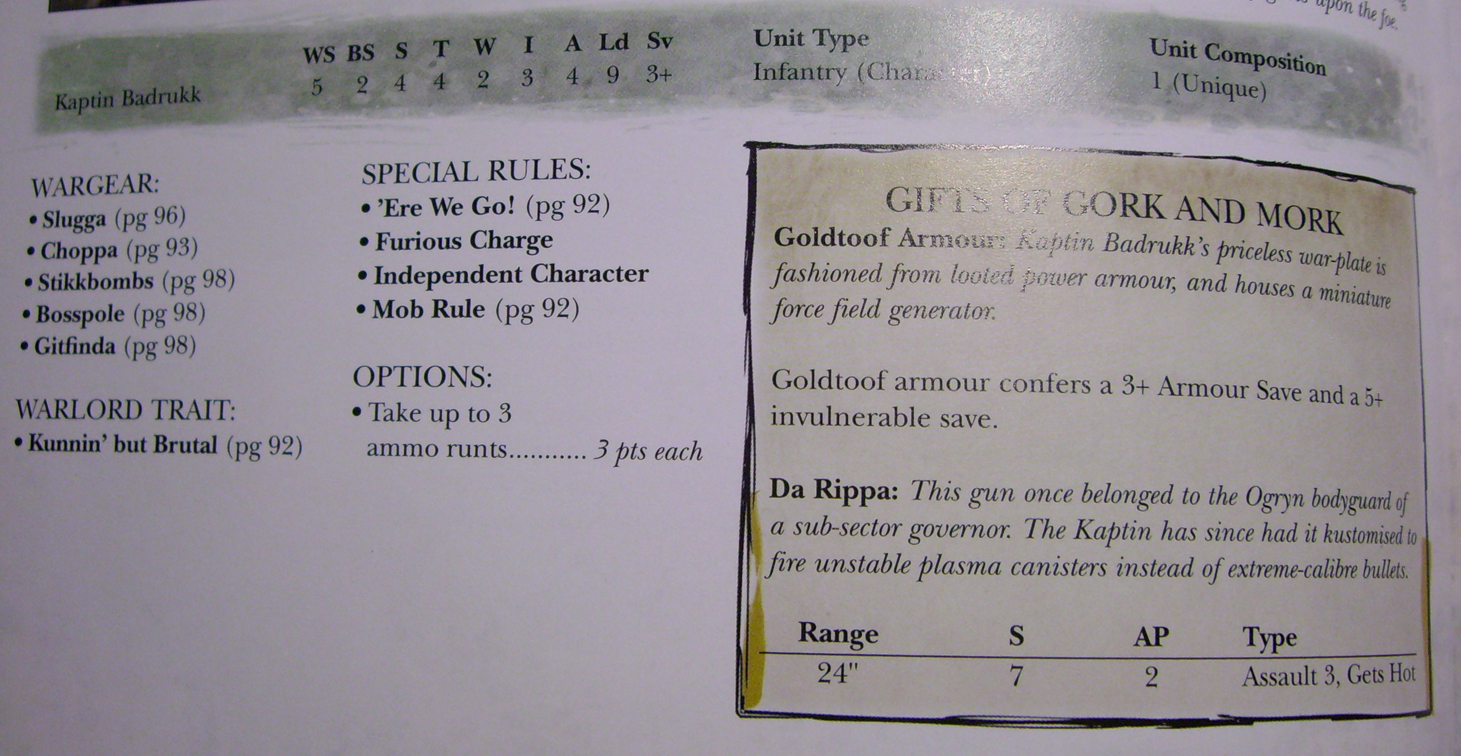 upon the foe.
WS BS S T W I A Ld Sv
Unit Type
Unit Composition
Kaptin Badrukk
5 2 4 4 2 3 4 9 3+
Infantry (Character)
1 (Unique)
WARGEAR:
• Slugga (pg 96)
• Choppa (pg 93)
• Stikkbombs (pg 98)
• Bosspole (pg 98)
• Gitfinda (pg 98)
WARLORD TRAIT:
• Kunnin' but Brutal (pg 92)
SPECIAL RULES:
• 'Ere We Go! (pg 92)
• Furious Charge
• Independent Character
• Mob Rule (pg 92)
OPTIONS:
• Take up to 3
ammo runts........... 3 pts each
GIFTS OF GORK AND MORK
Goldtoof Armour: Kaptin Badrukk's priceless war-plate is
fashioned from looted power armour, and houses a miniature
force field generator.
Goldtoof armour confers a 3+ Armour Save and a 5+
invulnerable save.
Da Rippa: This gun once belonged to the Ogryn bodyguard of
a sub-sector governor. The Kaptin has since had it kustomised to
fire unstable plasma canisters instead of extreme-calibre bullets.
Range S AP Type
24" 7 2 Assault 3, Gets Hot